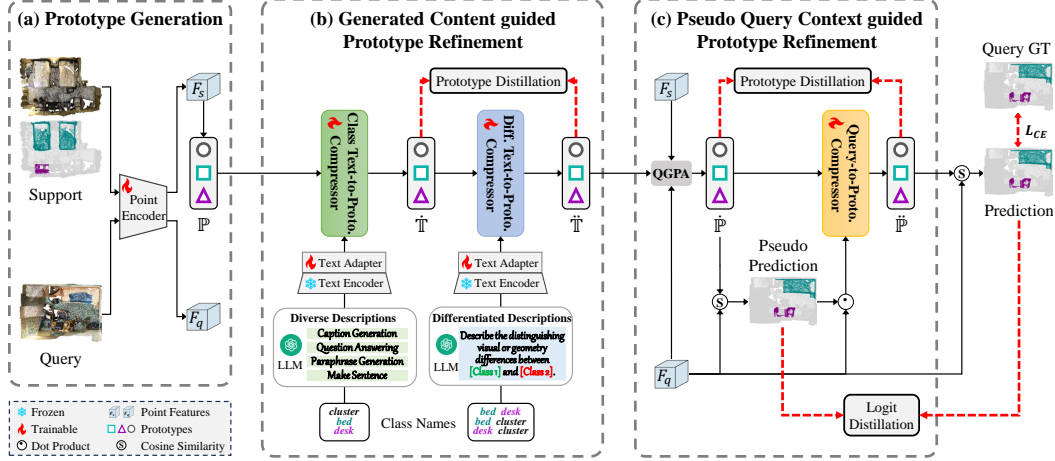 (a) Prototype Generation
Support
Query
Point
Encoder
F_s
ℙ
F_q
Frozen
Trainable
Dot Product
Point Features
Prototypes
Cosine Similarity
(b) Generated Content guided
Prototype Refinement
Prototype Distillation
Class Text-to-Proto.
Compressor
𝕋̇
Diff. Text-to-Proto.
Compressor
𝕋̈
Text Adapter
Text Encoder
Text Adapter
Text Encoder
Diverse Descriptions
LLM
Caption Generation
Question Answering
Paraphrase Generation
Make Sentence
Differentiated Descriptions
LLM
Describe the distinguishing
visual or geometry
differences between
[Class 1] and [Class 2].
cluster
bed
desk
Class Names
bed desk
bed cluster
desk cluster
(c) Pseudo Query Context guided
Prototype Refinement
F_s
Prototype Distillation
QGPA
ℙ̇
Query-to-Proto.
Compressor
ℙ̈
Pseudo
Prediction
S
S
F_q
Logit
Distillation
Query GT
L_CE
Prediction